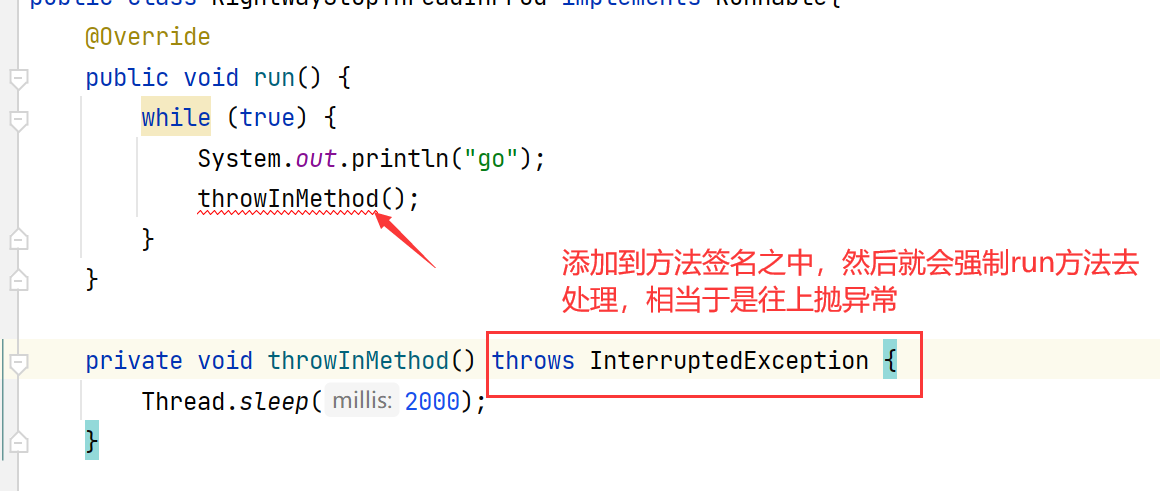 public class RightWayStopThreadInProd implements Runnable{
@Override
public void run() {
while (true) {
System.out.println("go");
throwInMethod();
}
}
添加到方法签名之中，然后就会强制run方法去
处理，相当于是往上抛异常
private void throwInMethod() throws InterruptedException {
Thread.sleep( millis: 2000);
}